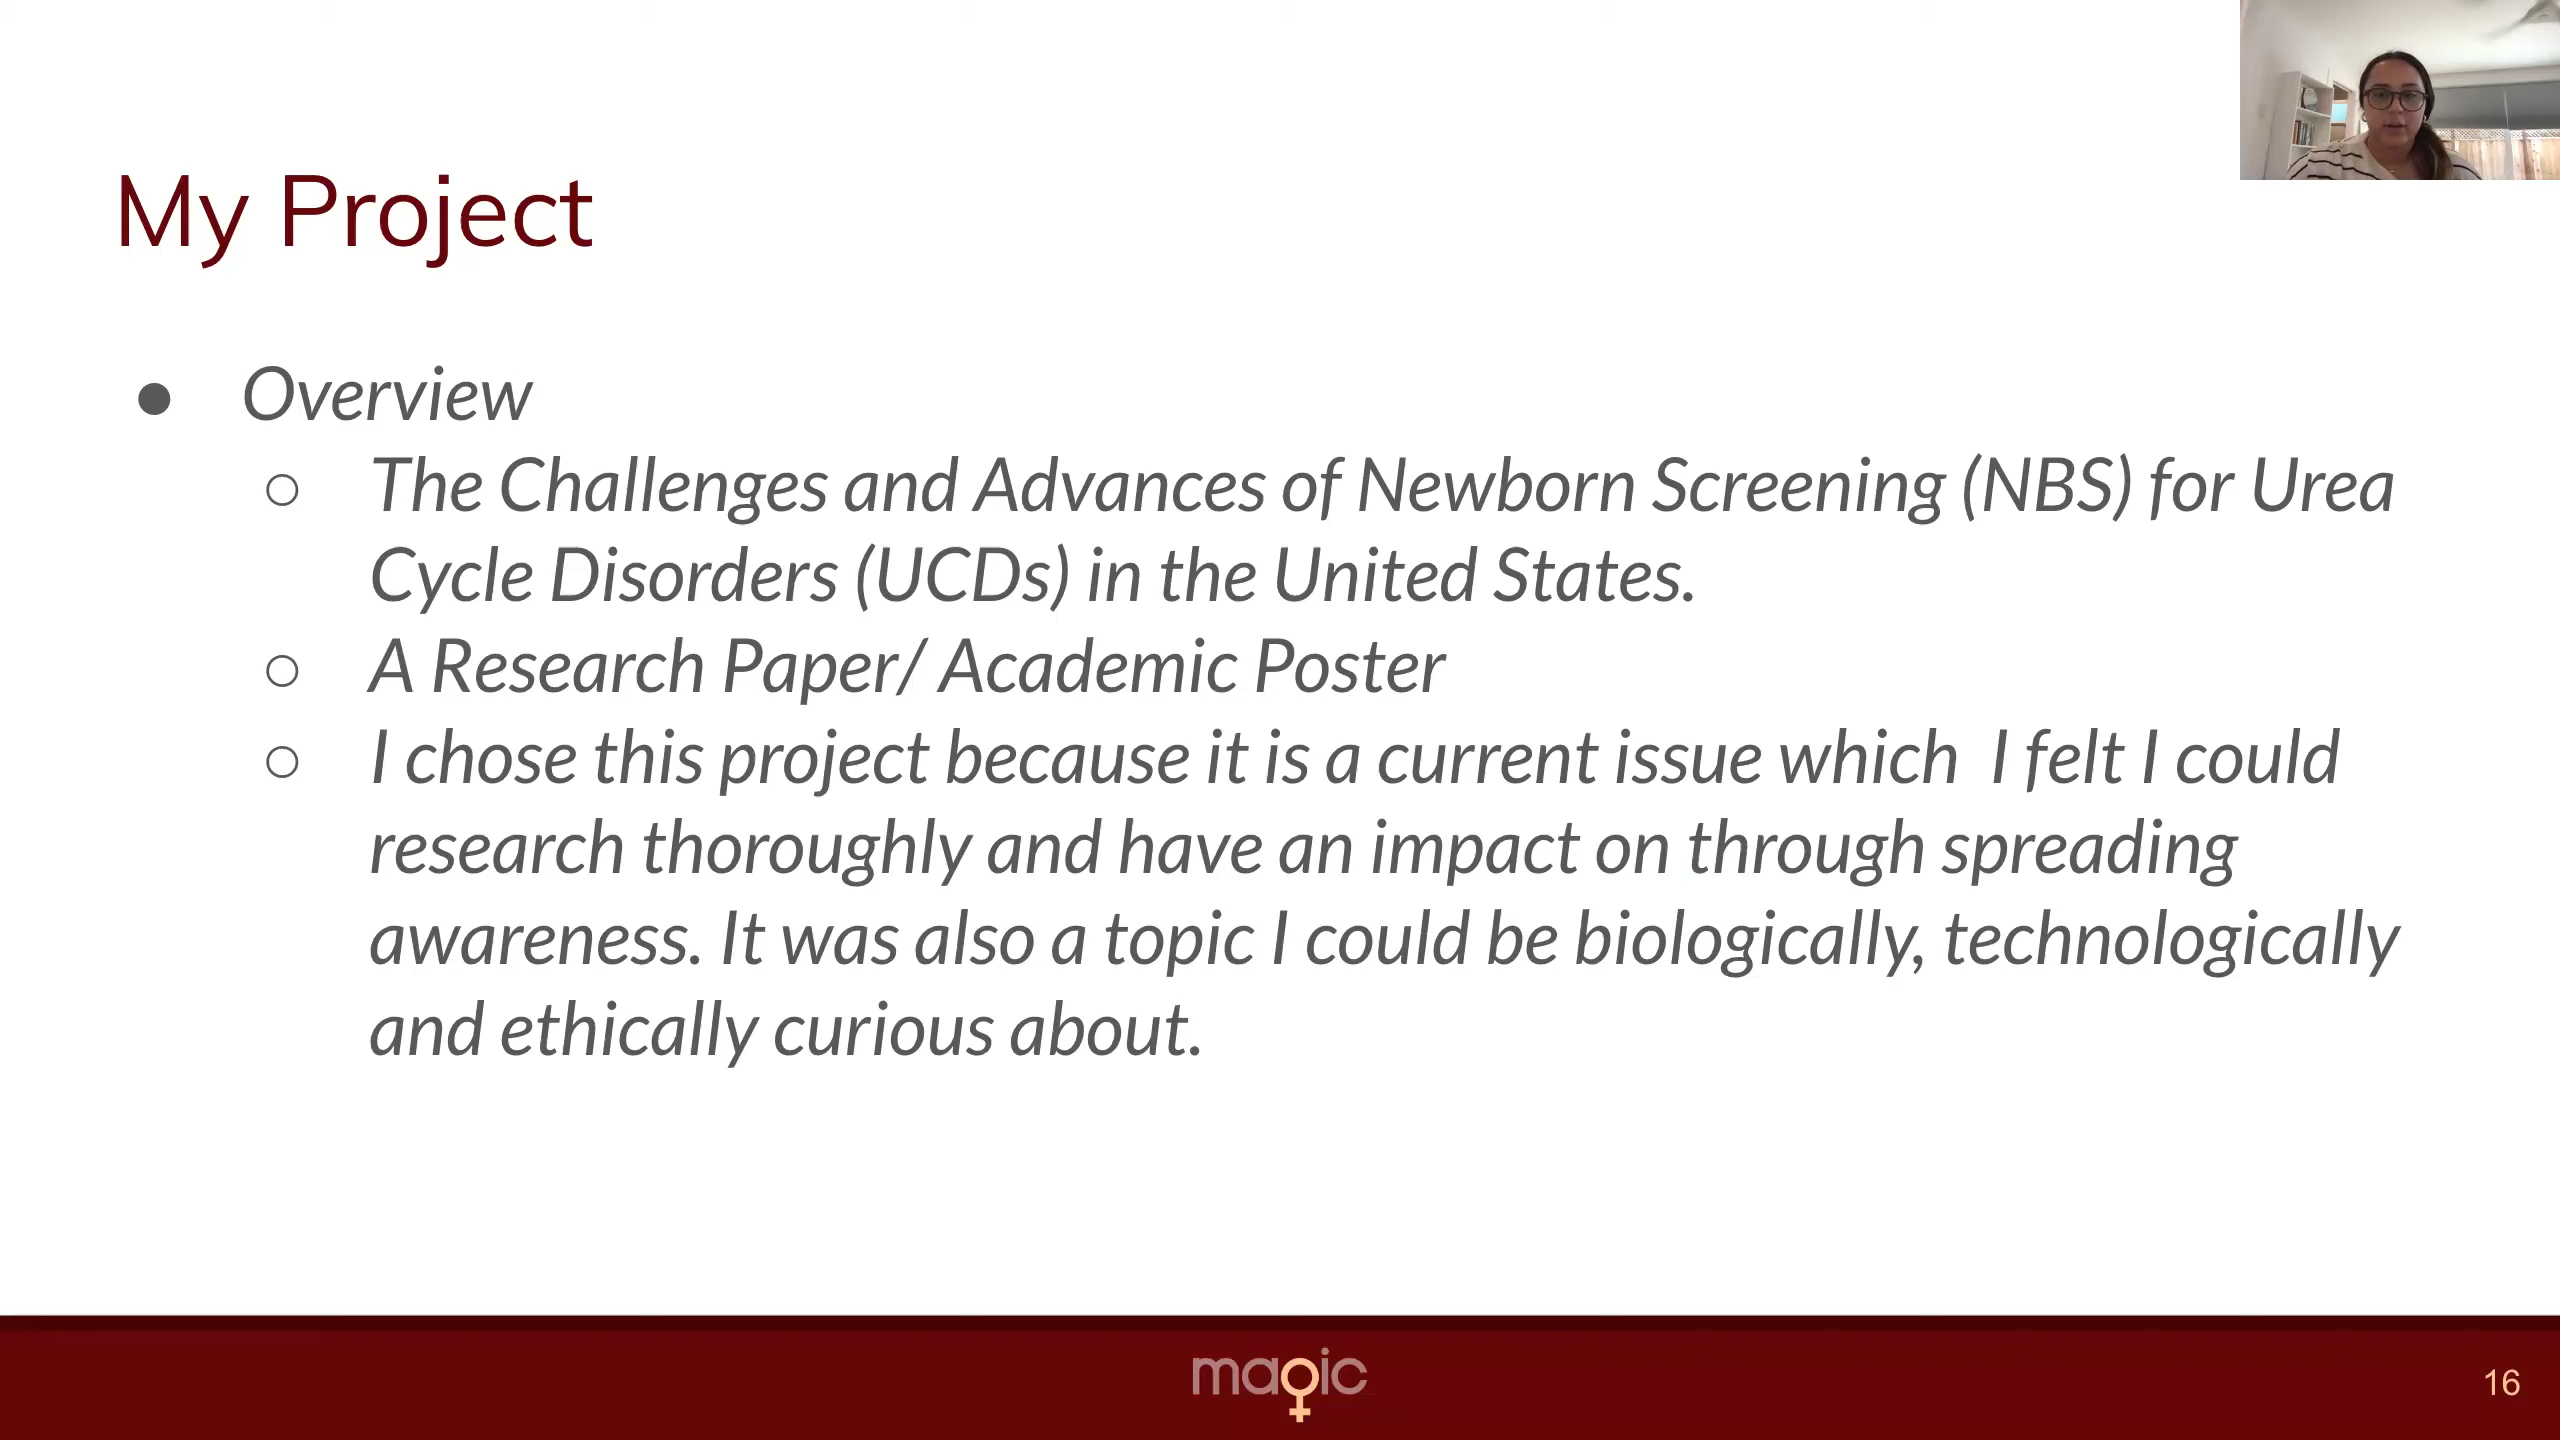 My Project
● Overview
○ The Challenges and Advances of Newborn Screening (NBS) for Urea
Cycle Disorders (UCDs) in the United States.
○ A Research Paper/ Academic Poster
○ I chose this project because it is a current issue which  I felt I could
research thoroughly and have an impact on through spreading
awareness. It was also a topic I could be biologically, technologically
and ethically curious about.
magic
16